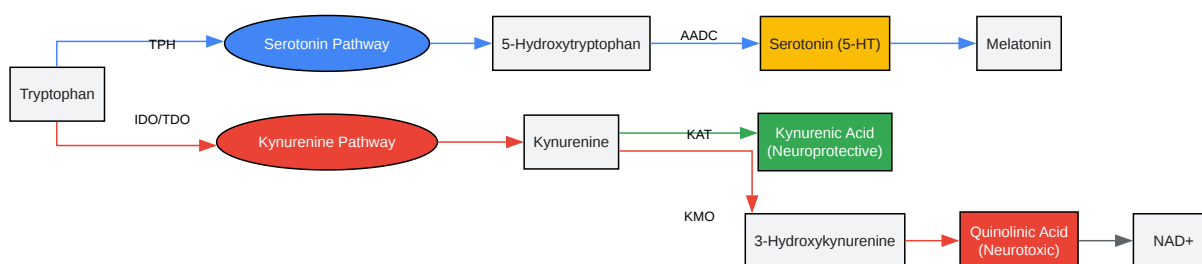 TPH
Serotonin Pathway
5-Hydroxytryptophan
AADC
Serotonin (5-HT)
Melatonin
Tryptophan
IDO/TDO
Kynurenine Pathway
Kynurenine
KAT
Kynurenic Acid
(Neuroprotective)
KMO
3-Hydroxykynurenine
Quinolinic Acid
(Neurotoxic)
NAD+